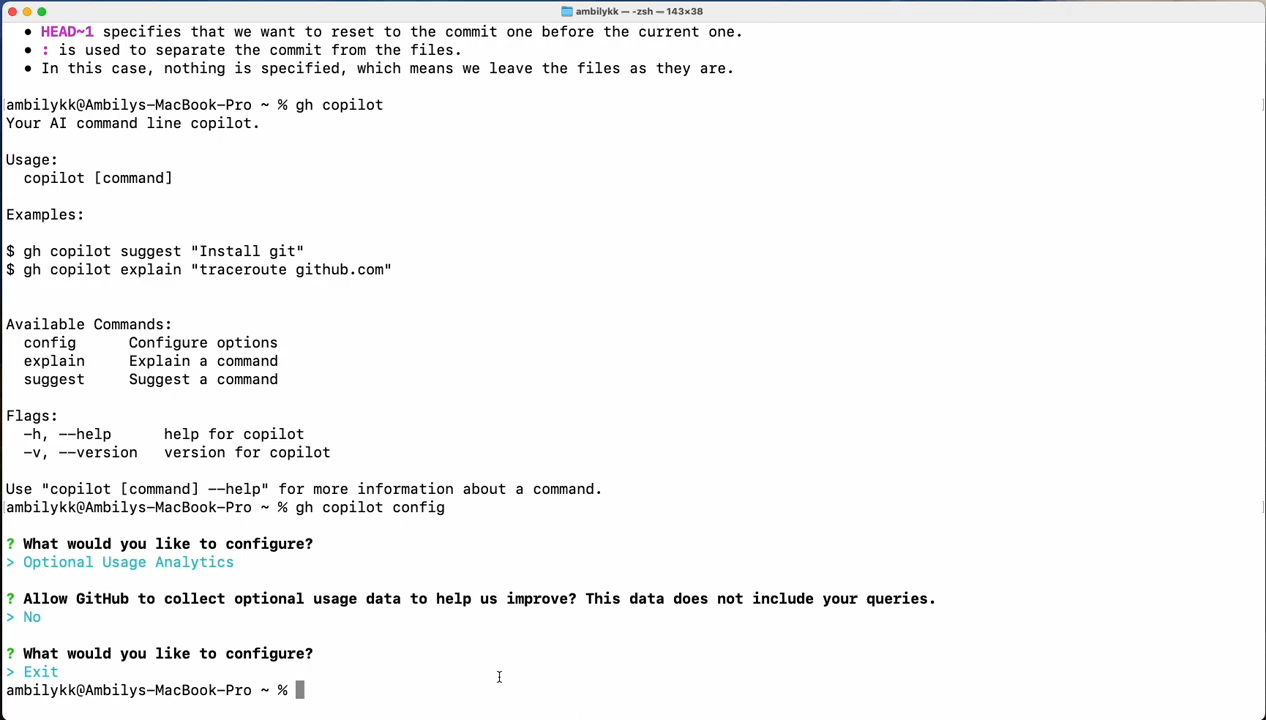 ambilykk — -zsh — 143×38
• HEAD~1 specifies that we want to reset to the commit one before the current one.
• : is used to separate the commit from the files.
• In this case, nothing is specified, which means we leave the files as they are.
[ambilykk@Ambilys-MacBook-Pro ~ % gh copilot ]
Your AI command line copilot.
Usage:
copilot [command]
Examples:
$ gh copilot suggest "Install git"
$ gh copilot explain "traceroute github.com"
Available Commands:
config Configure options
explain Explain a command
suggest Suggest a command
Flags:
-h, --help help for copilot
-v, --version version for copilot
Use "copilot [command] --help" for more information about a command.
[ambilykk@Ambilys-MacBook-Pro ~ % gh copilot config ]
? What would you like to configure?
> Optional Usage Analytics
? Allow GitHub to collect optional usage data to help us improve? This data does not include your queries.
> No
? What would you like to configure?
> Exit
ambilykk@Ambilys-MacBook-Pro ~ %